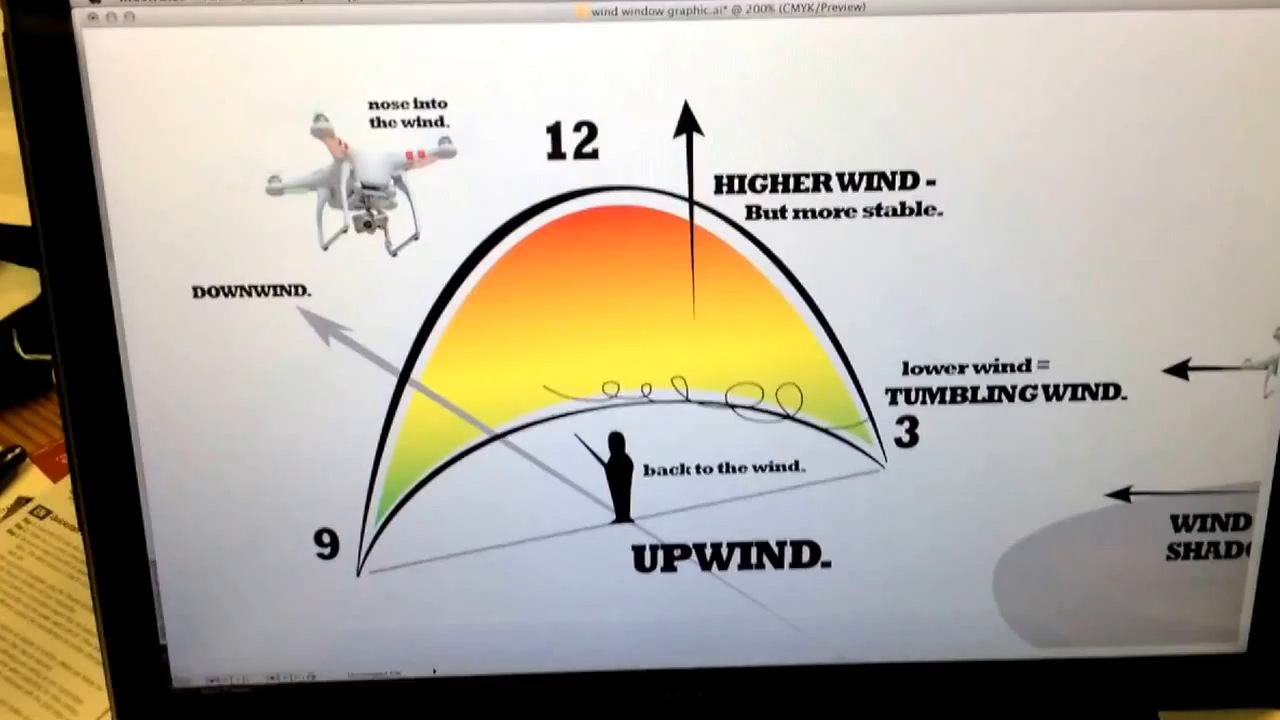 wind window graphic.ai* @ 200% (CMYK/Preview)
nose into
the wind.
12
HIGHER WIND -
But more stable.
DOWNWIND.
lower wind =
TUMBLING WIND.
3
back to the wind.
9
UPWIND.
WIND